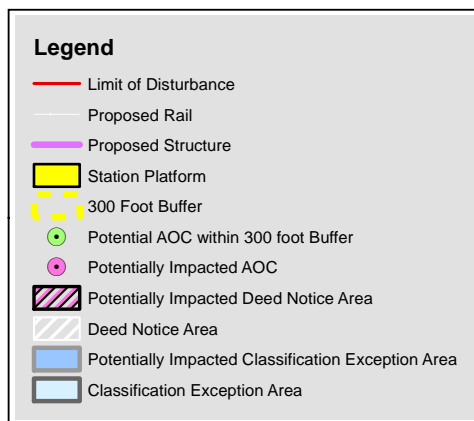 Legend
Limit of Disturbance
Proposed Rail
Proposed Structure
Station Platform
300 Foot Buffer
Potential AOC within 300 foot Buffer
Potentially Impacted AOC
Potentially Impacted Deed Notice Area
Deed Notice Area
Potentially Impacted Classification Exception Area
Classification Exception Area